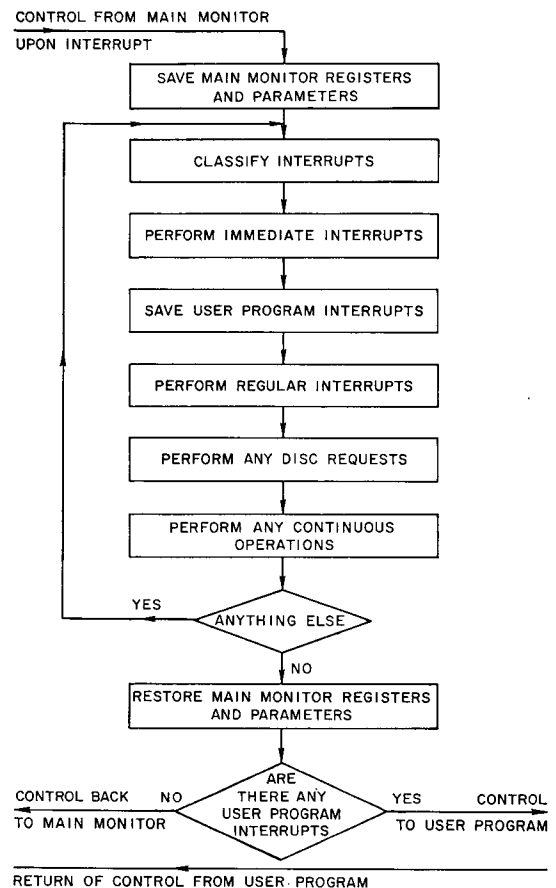 CONTROL FROM MAIN MONITOR
UPON INTERRUPT
SAVE MAIN MONITOR REGISTERS
AND PARAMETERS
CLASSIFY INTERRUPTS
PERFORM IMMEDIATE INTERRUPTS
SAVE USER PROGRAM INTERRUPTS
PERFORM REGULAR INTERRUPTS
PERFORM ANY DISC REQUESTS
PERFORM ANY CONTINUOUS
OPERATIONS
YES
ANYTHING ELSE
NO
RESTORE MAIN MONITOR REGISTERS
AND PARAMETERS
ARE
THERE ANY
USER PROGRAM
INTERRUPTS
CONTROL BACK NO
TO MAIN MONITOR
YES CONTROL
TO USER PROGRAM
RETURN OF CONTROL FROM USER PROGRAM